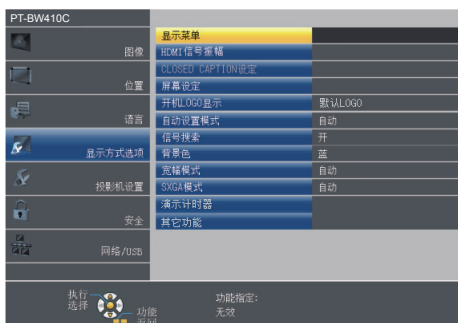 PT-BW410C
图像
位置
语言
显示方式选项
投影机设置
安全
网络/USB
显示菜单
HDMI信号振幅
CLOSED CAPTION设定
屏幕设定
开机LOGO显示 默认LOGO
自动设置模式 自动
信号搜索 开
背景色 蓝
宽幅模式 自动
SXGA模式 自动
演示计时器
其它功能
执行
选择
功能
返回
功能指定:
无效